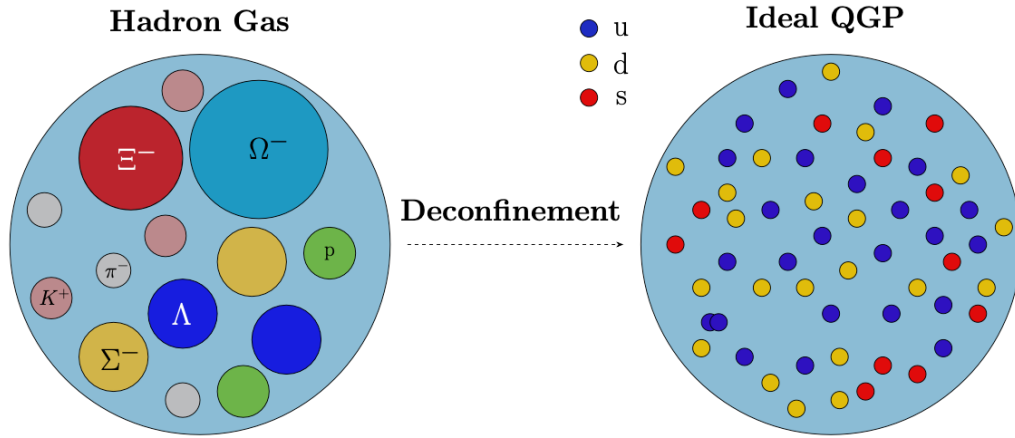 Hadron Gas
Ideal QGP
u
d
s
Ξ⁻
Ω⁻
Deconfinement
p
π⁻
K⁺
Λ
Σ⁻